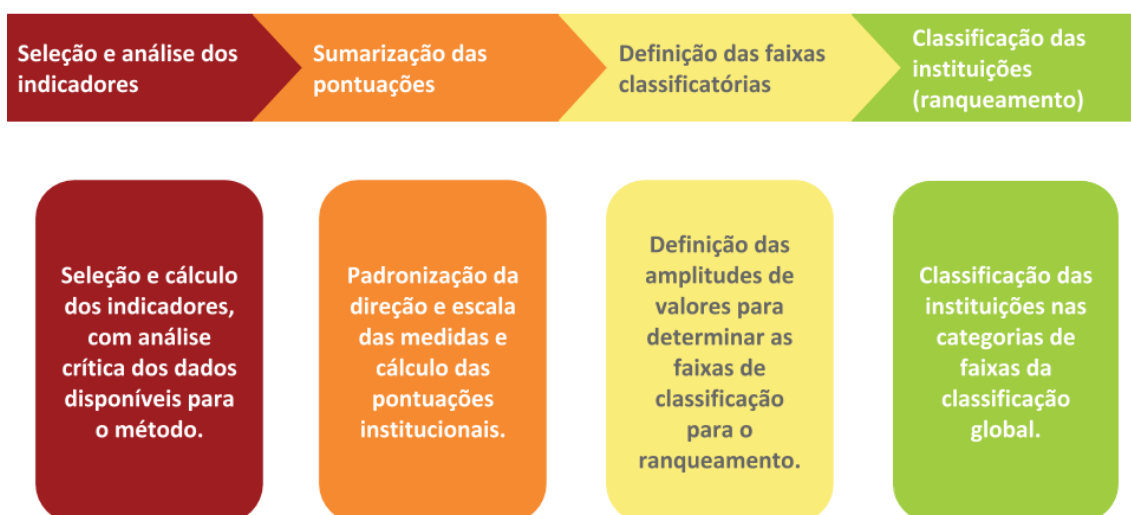 Seleção e análise dos
indicadores
Sumarização das
pontuações
Definição das faixas
classificatórias
Classificação das
instituições
(ranqueamento)
Seleção e cálculo
dos indicadores,
com análise
crítica dos dados
disponíveis para
o método.
Padronização da
direção e escala
das medidas e
cálculo das
pontuações
institucionais.
Definição das
amplitudes de
valores para
determinar as
faixas de
classificação
para o
ranqueamento.
Classificação das
instituições nas
categorias de
faixas da
classificação
global.